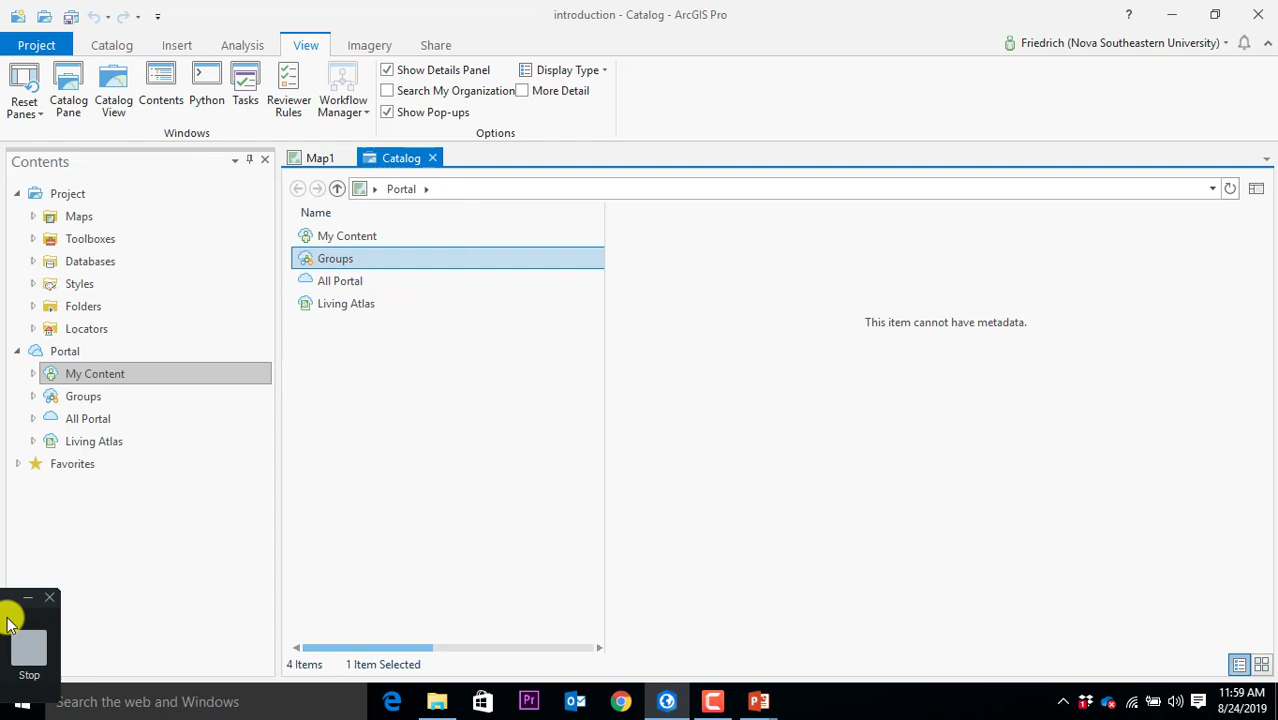 introduction - Catalog - ArcGIS Pro
?
Project Catalog Insert Analysis View Imagery Share
Friedrich (Nova Southeastern University)
Reset Panes
Catalog Pane
Catalog View
Contents
Python
Tasks
Reviewer Rules
Workflow Manager
Windows
Show Details Panel
Search My Organization
Show Pop-ups
Display Type
More Detail
Options
Contents
Project
Maps
Toolboxes
Databases
Styles
Folders
Locators
Portal
My Content
Groups
All Portal
Living Atlas
Favorites
Map1
Catalog
Portal
Name
My Content
Groups
All Portal
Living Atlas
This item cannot have metadata.
4 Items 1 Item Selected
Stop
Search the web and Windows
Pr
11:59 AM
8/24/2019